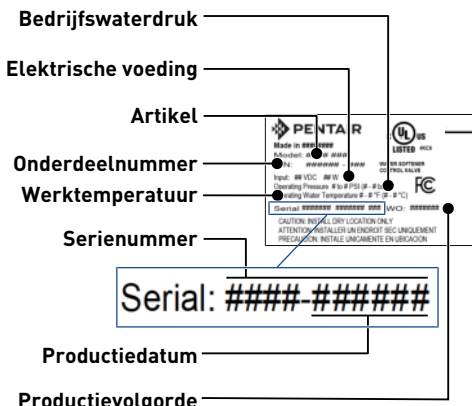 Bedrijfswaterdruk
Elektrische voeding
Artikel
Onderdeelnummer
Werktemperatuur
Serienummer
Productiedatum
Productievolgorde
PENTAIR
Made in ########
UL US
LISTED
WATER SOFTENER
CONTROL VALVE
FC
Input: ## VDC ## W
Operating Pressure # to # PSI (# - #
Operating Water Temperature # - # °F (# - # °C)
Serial ####### ####### ### WO: #######
CAUTION: INSTALL DRY LOCATION ONLY
ATTENTION: INSTALLER UN ENDROIT SEC UNIQUEMENT
PRECAUCION: INSTALE UNICAMENTE EN UBICACION
Serial: ####-######